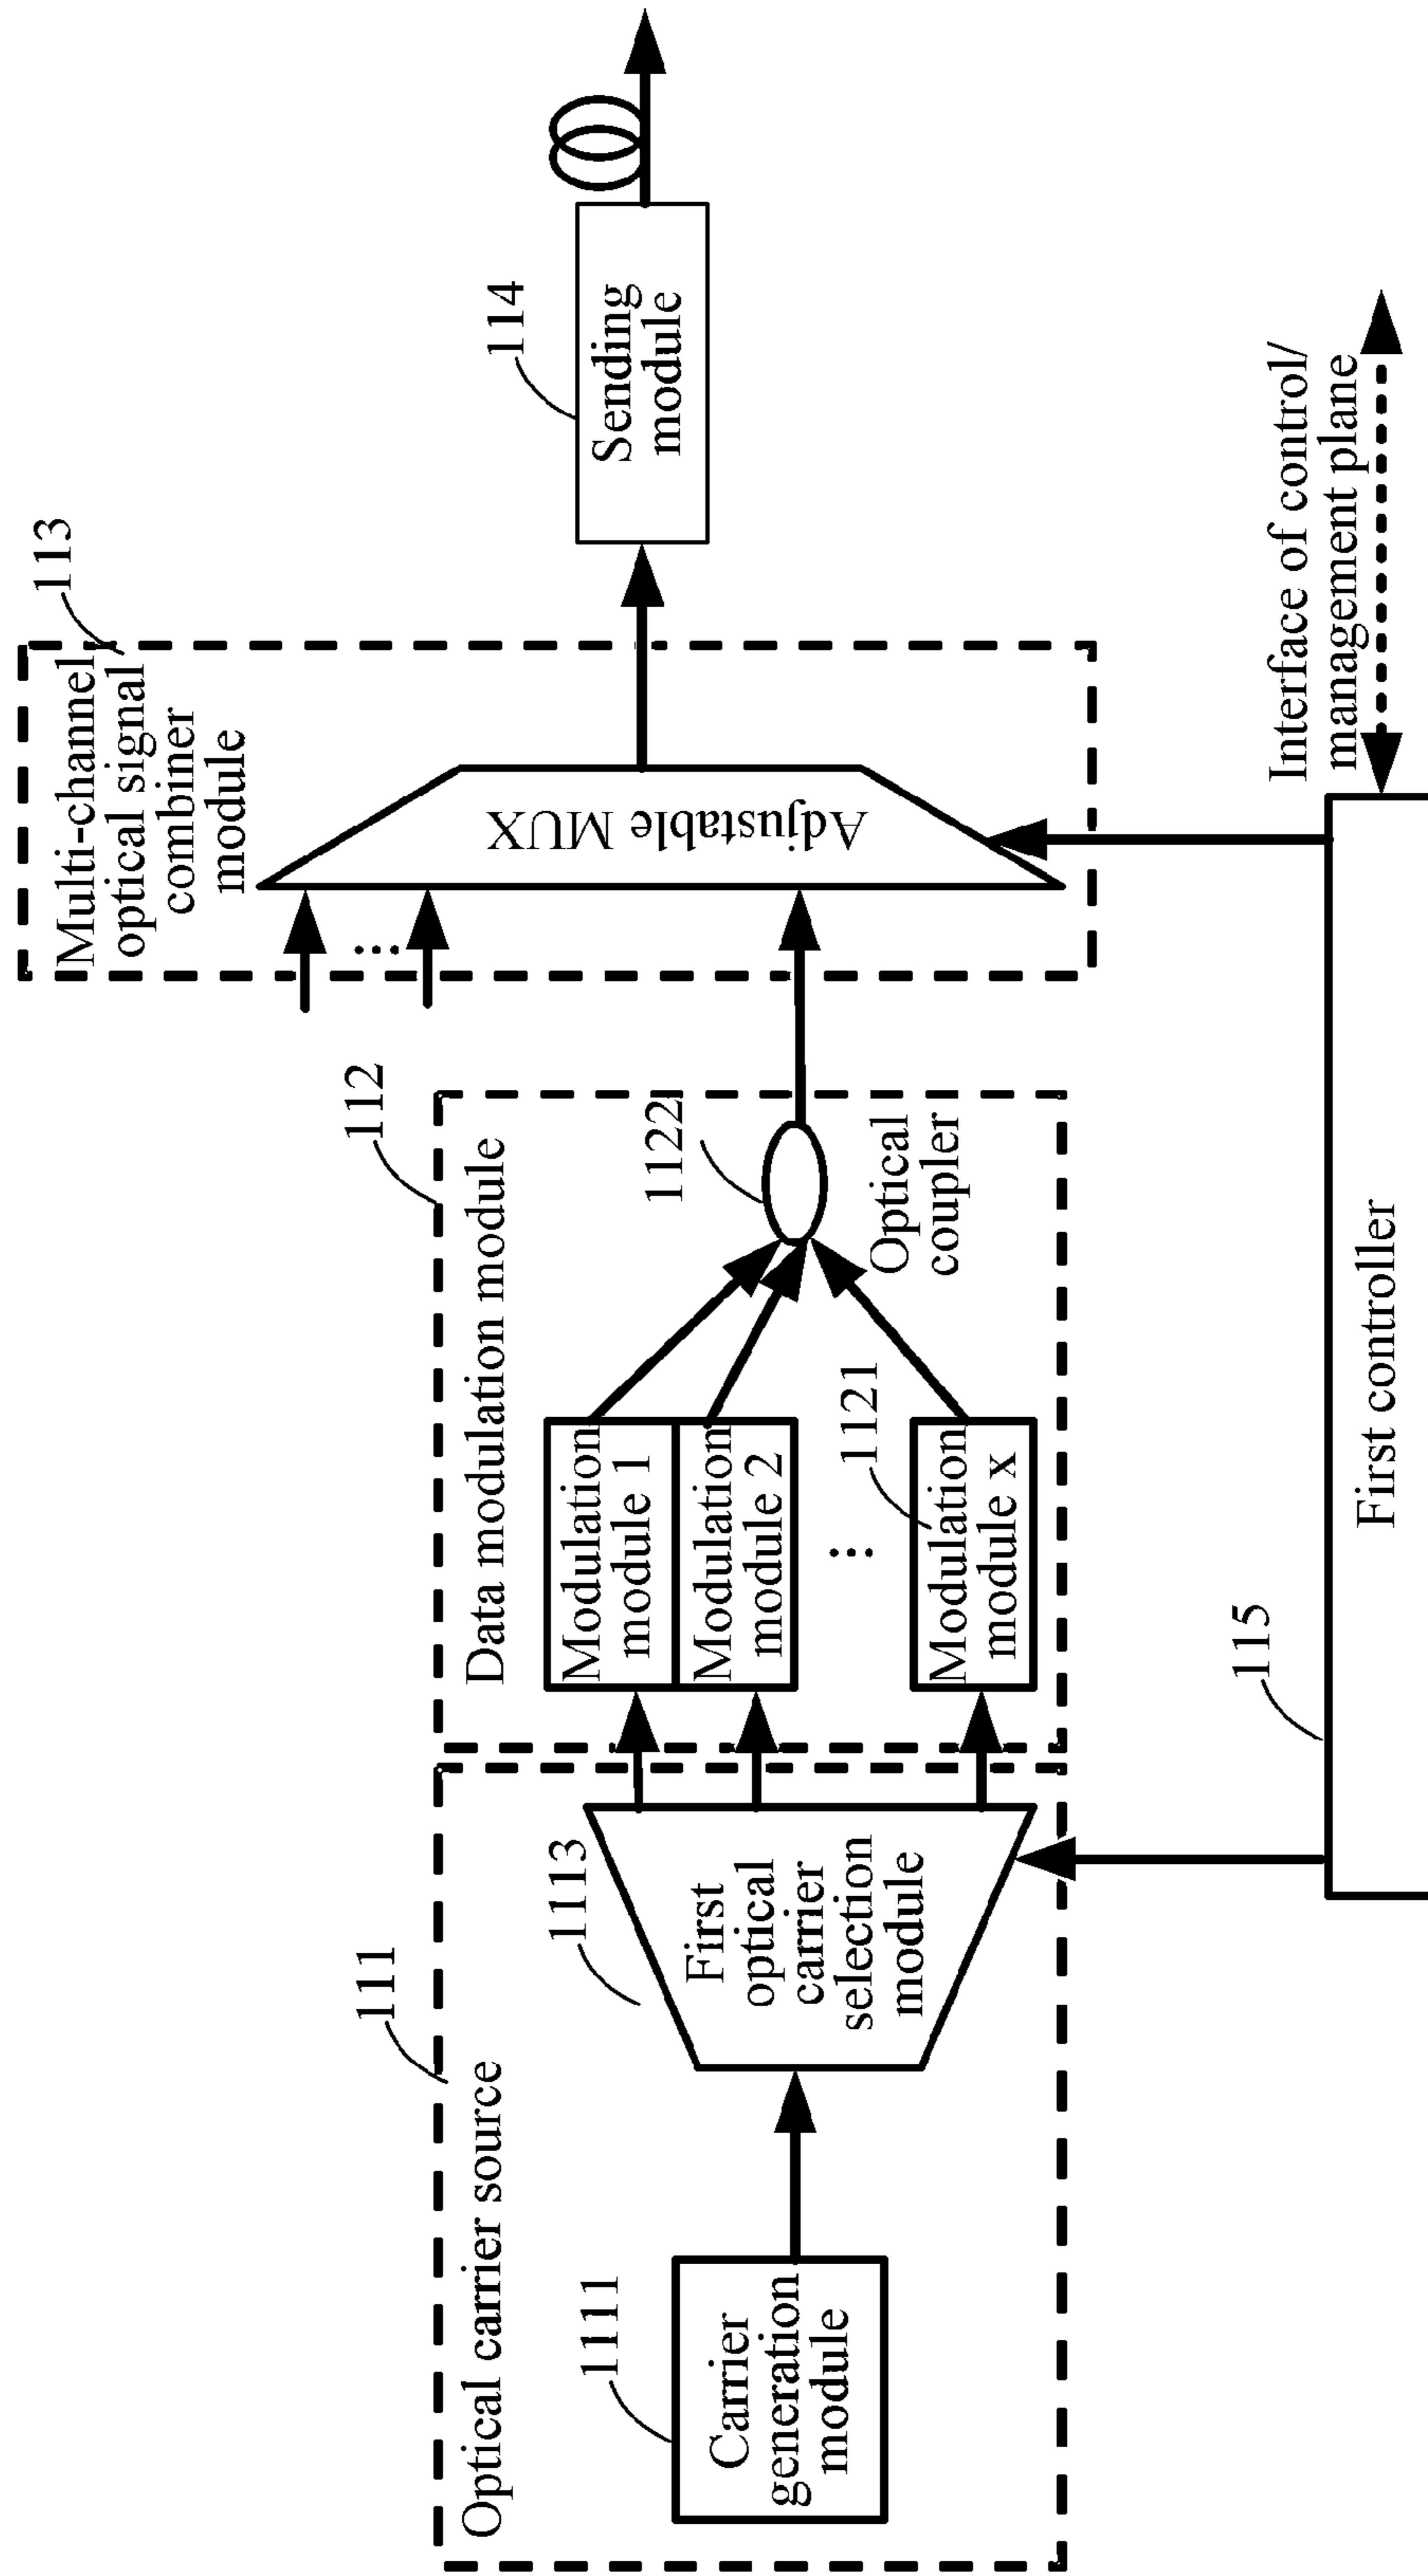 111
Optical carrier source
1111
Carrier
generation
module
1113
First
optical
carrier
selection
module
112
Data modulation module
Modulation
module 1
Modulation
module 2
...
1121
Modulation
module x
1122
Optical
coupler
113
Multi-channel
optical signal
combiner
module
...
Adjustable MUX
114
Sending
module
115
First controller
Interface of control/
management plane